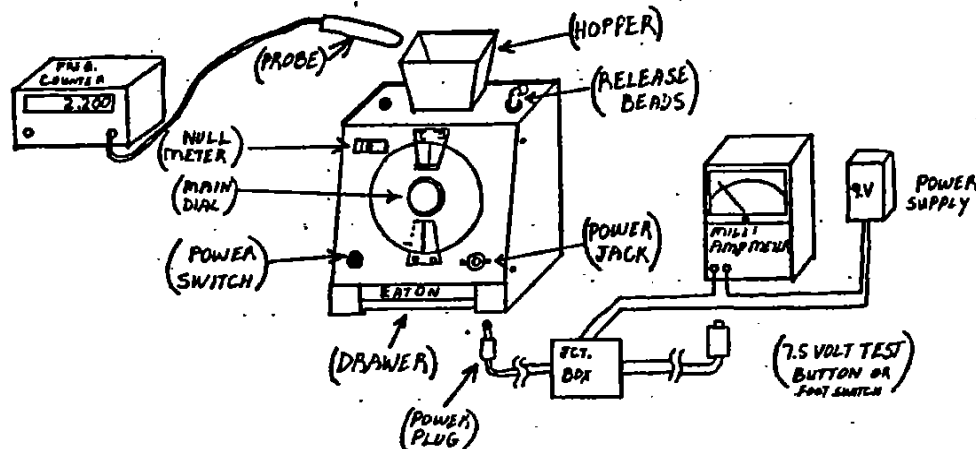 (HOPPER)
(PROBE)
FREQ.
COUNTER
2.200
(RELEASE
BEADS)
(NULL
METER)
(MAIN
DIAL)
9V
POWER
SUPPLY
MILLI
AMPMETER
(POWER
SWITCH)
(POWER
JACK)
EATON
(DRAWER)
JCT.
BOX
(7.5 VOLT TEST
BUTTON OR
FOOT SWITCH)
(POWER
PLUG)